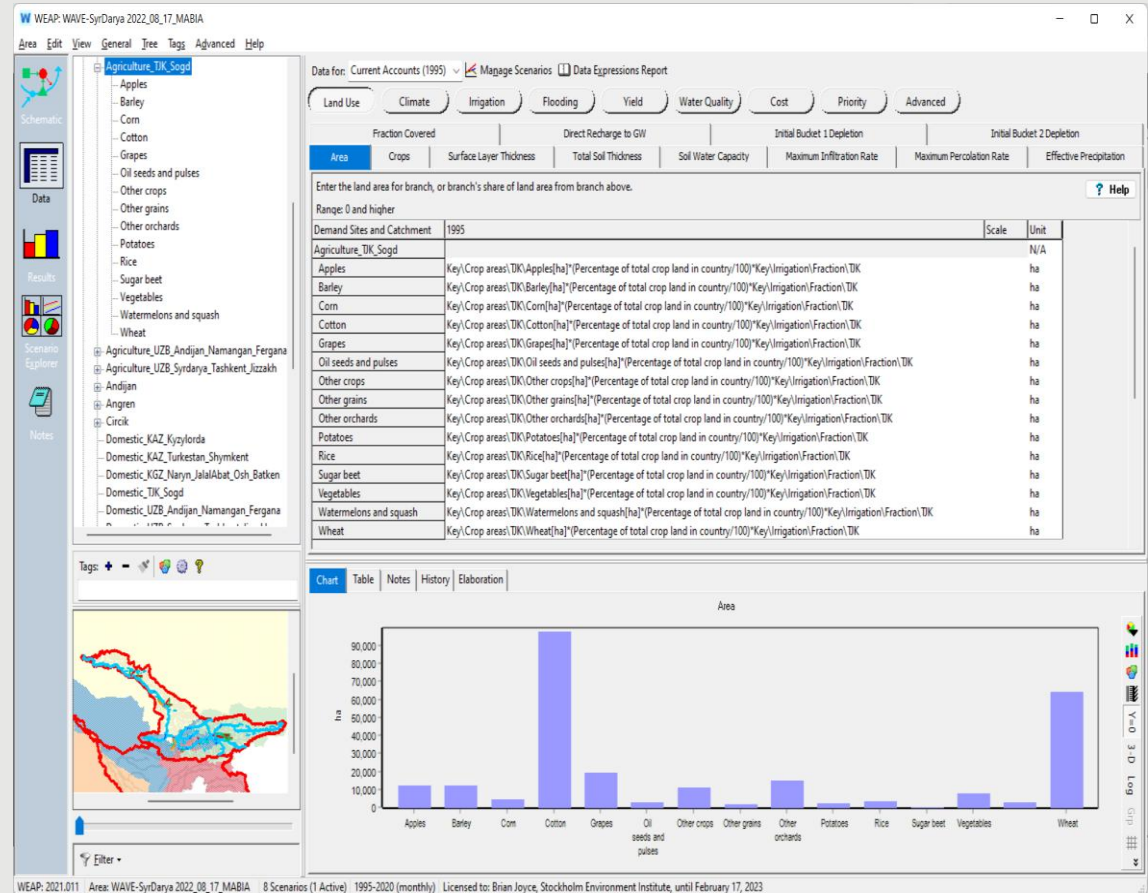 WEAP: WAVE-SyrDarya 2022_08_17_MABIA
Area Edit View General Tree Tags Advanced Help
Schematic
Data
Results
Scenario Explorer
Notes
Agriculture_TJK_Sogd
Apples
Barley
Corn
Cotton
Grapes
Oil seeds and pulses
Other crops
Other grains
Other orchards
Potatoes
Rice
Sugar beet
Vegetables
Watermelons and squash
Wheat
Agriculture_UZB_Andijan_Namangan_Fergana
Agriculture_UZB_Syrdarya_Tashkent_Jizzakh
Andijan
Angren
Circik
Domestic_KAZ_Kyzylorda
Domestic_KAZ_Turkestan_Shymkent
Domestic_KGZ_Naryn_JalalAbat_Osh_Batken
Domestic_TJK_Sogd
Domestic_UZB_Andijan_Namangan_Fergana
Tags:
Filter
Data for: Current Accounts (1995) Manage Scenarios Data Expressions Report
Land Use Climate Irrigation Flooding Yield Water Quality Cost Priority Advanced
Fraction Covered Direct Recharge to GW Initial Bucket 1 Depletion Initial Bucket 2 Depletion
Area Crops Surface Layer Thickness Total Soil Thickness Soil Water Capacity Maximum Infiltration Rate Maximum Percolation Rate Effective Precipitation
Enter the land area for branch, or branch's share of land area from branch above.
? Help
Range: 0 and higher
Demand Sites and Catchment 1995 Scale Unit
Agriculture_TJK_Sogd N/A
Apples Key\Crop areas\TJK\Apples[ha]*(Percentage of total crop land in country/100)*Key\Irrigation\Fraction\TJK ha
Barley Key\Crop areas\TJK\Barley[ha]*(Percentage of total crop land in country/100)*Key\Irrigation\Fraction\TJK ha
Corn Key\Crop areas\TJK\Corn[ha]*(Percentage of total crop land in country/100)*Key\Irrigation\Fraction\TJK ha
Cotton Key\Crop areas\TJK\Cotton[ha]*(Percentage of total crop land in country/100)*Key\Irrigation\Fraction\TJK ha
Grapes Key\Crop areas\TJK\Grapes[ha]*(Percentage of total crop land in country/100)*Key\Irrigation\Fraction\TJK ha
Oil seeds and pulses Key\Crop areas\TJK\Oil seeds and pulses[ha]*(Percentage of total crop land in country/100)*Key\Irrigation\Fraction\TJK ha
Other crops Key\Crop areas\TJK\Other crops[ha]*(Percentage of total crop land in country/100)*Key\Irrigation\Fraction\TJK ha
Other grains Key\Crop areas\TJK\Other grains[ha]*(Percentage of total crop land in country/100)*Key\Irrigation\Fraction\TJK ha
Other orchards Key\Crop areas\TJK\Other orchards[ha]*(Percentage of total crop land in country/100)*Key\Irrigation\Fraction\TJK ha
Potatoes Key\Crop areas\TJK\Potatoes[ha]*(Percentage of total crop land in country/100)*Key\Irrigation\Fraction\TJK ha
Rice Key\Crop areas\TJK\Rice[ha]*(Percentage of total crop land in country/100)*Key\Irrigation\Fraction\TJK ha
Sugar beet Key\Crop areas\TJK\Sugar beet[ha]*(Percentage of total crop land in country/100)*Key\Irrigation\Fraction\TJK ha
Vegetables Key\Crop areas\TJK\Vegetables[ha]*(Percentage of total crop land in country/100)*Key\Irrigation\Fraction\TJK ha
Watermelons and squash Key\Crop areas\TJK\Watermelons and squash[ha]*(Percentage of total crop land in country/100)*Key\Irrigation\Fraction\TJK ha
Wheat Key\Crop areas\TJK\Wheat[ha]*(Percentage of total crop land in country/100)*Key\Irrigation\Fraction\TJK ha
Chart Table Notes History Elaboration
Area
90,000
80,000
70,000
60,000
50,000
40,000
30,000
20,000
10,000
0
ha
Apples Barley Corn Cotton Grapes Oil seeds and pulses Other crops Other grains Other orchards Potatoes Rice Sugar beet Vegetables Wheat
Y=0
3-D
Log
Grp
WEAP: 2021.011 Area: WAVE-SyrDarya 2022_08_17_MABIA 8 Scenarios (1 Active) 1995-2020 (monthly) Licensed to: Brian Joyce, Stockholm Environment Institute, until February 17, 2023